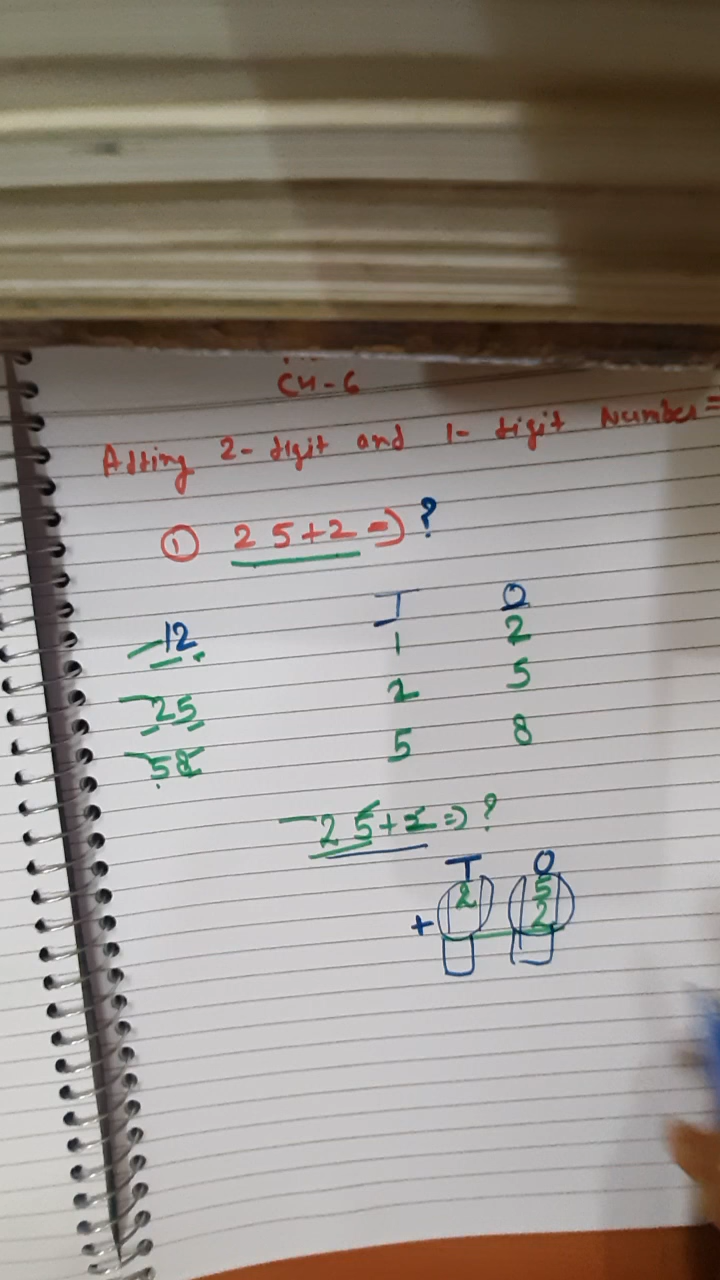 CH-6
Adding 2-digit and 1-digit Number=
① 25+2=)?
T O
12 1 2
25 2 5
58 5 8
25+2=)?
T O
2 5
+ 2